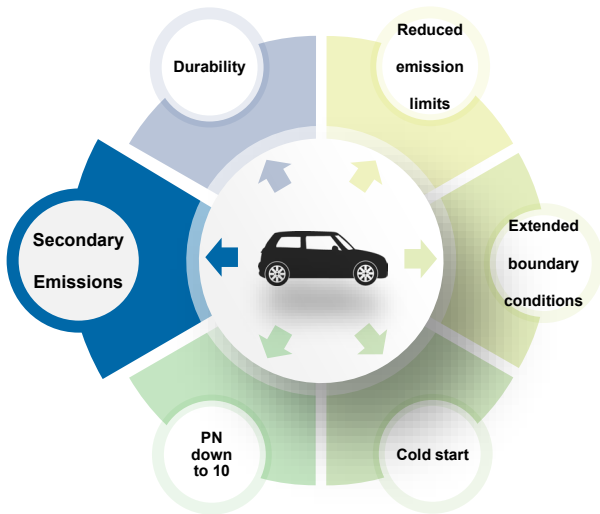 Durability
Reduced
emission
limits
Secondary
Emissions
Extended
boundary
conditions
PN
down
to 10
Cold start